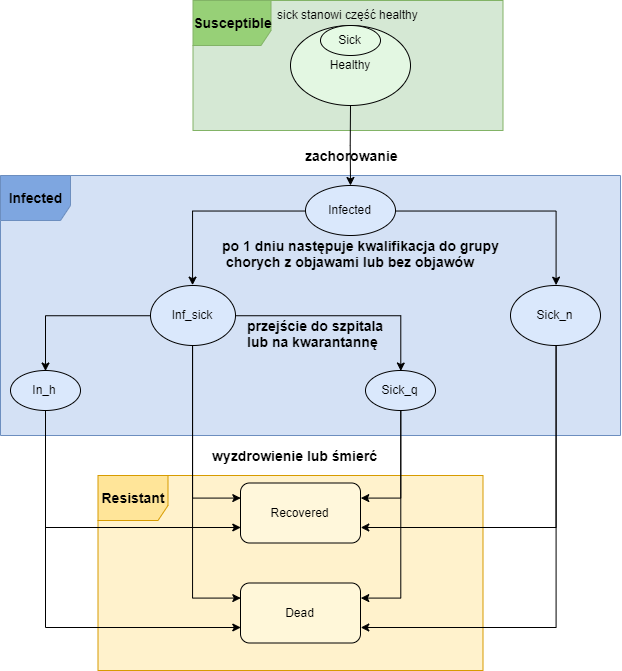 sick stanowi część healthy
Susceptible
Sick
Healthy
zachorowanie
Infected
Infected
po 1 dniu następuje kwalifikacja do grupy
chorych z objawami lub bez objawów
Inf_sick
Sick_n
przejście do szpitala
lub na kwarantannę
In_h
Sick_q
wyzdrowienie lub śmierć
Resistant
Recovered
Dead